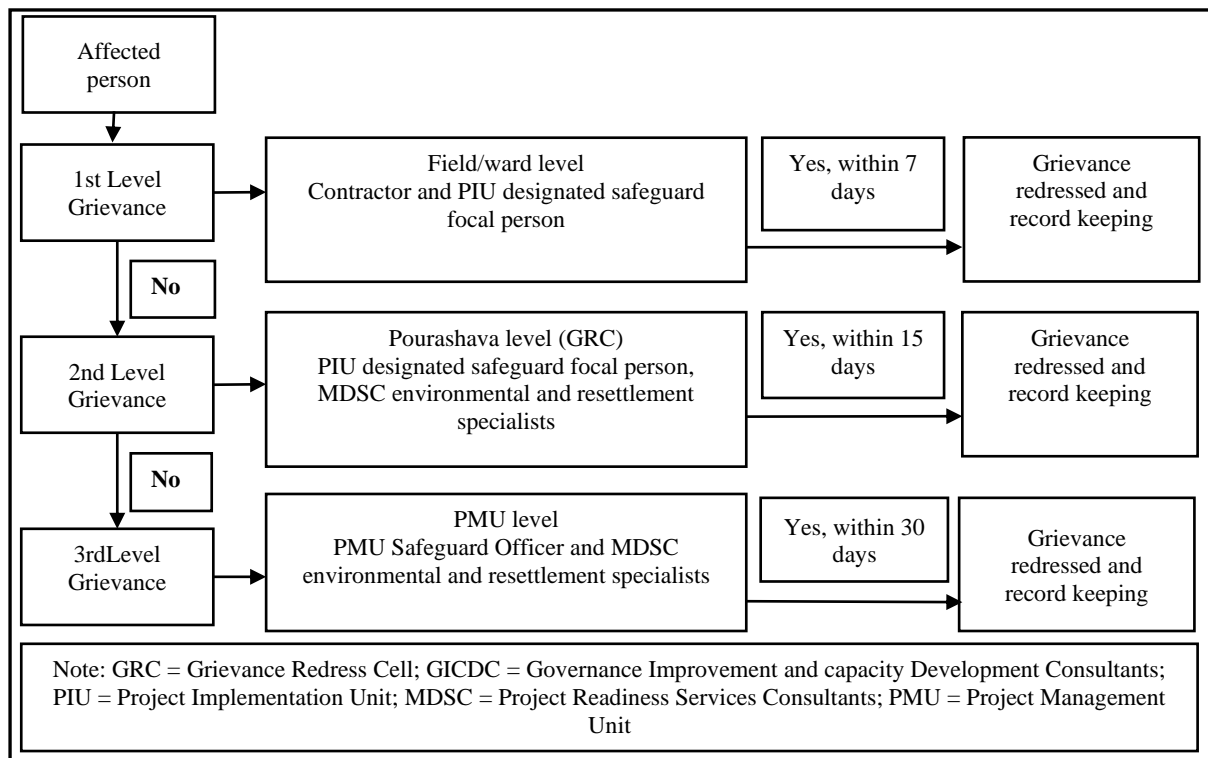 Affected
person
1st Level
Grievance
Field/ward level
Contractor and PIU designated safeguard
focal person
Yes, within 7
days
Grievance
redressed and
record keeping
No
2nd Level
Grievance
Pourashava level (GRC)
PIU designated safeguard focal person,
MDSC environmental and resettlement
specialists
Yes, within 15
days
Grievance
redressed and
record keeping
No
3rdLevel
Grievance
PMU level
PMU Safeguard Officer and MDSC
environmental and resettlement specialists
Yes, within 30
days
Grievance
redressed and
record keeping
Note: GRC = Grievance Redress Cell; GICDC = Governance Improvement and capacity Development Consultants;
PIU = Project Implementation Unit; MDSC = Project Readiness Services Consultants; PMU = Project Management
Unit